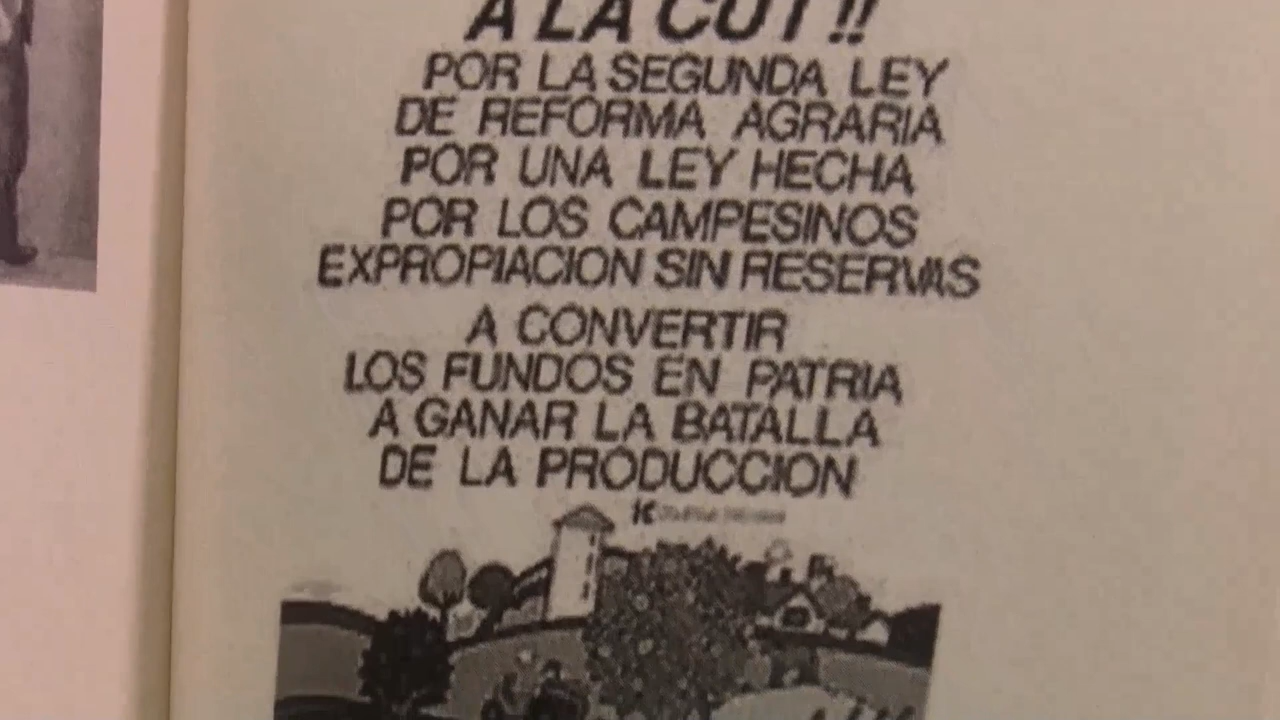 A LA CUT!!
POR LA SEGUNDA LEY
DE REFORMA AGRARIA
POR UNA LEY HECHA
POR LOS CAMPESINOS
EXPROPIACION SIN RESERVAS
A CONVERTIR
LOS FUNDOS EN PATRIA
A GANAR LA BATALLA
DE LA PRODUCCION